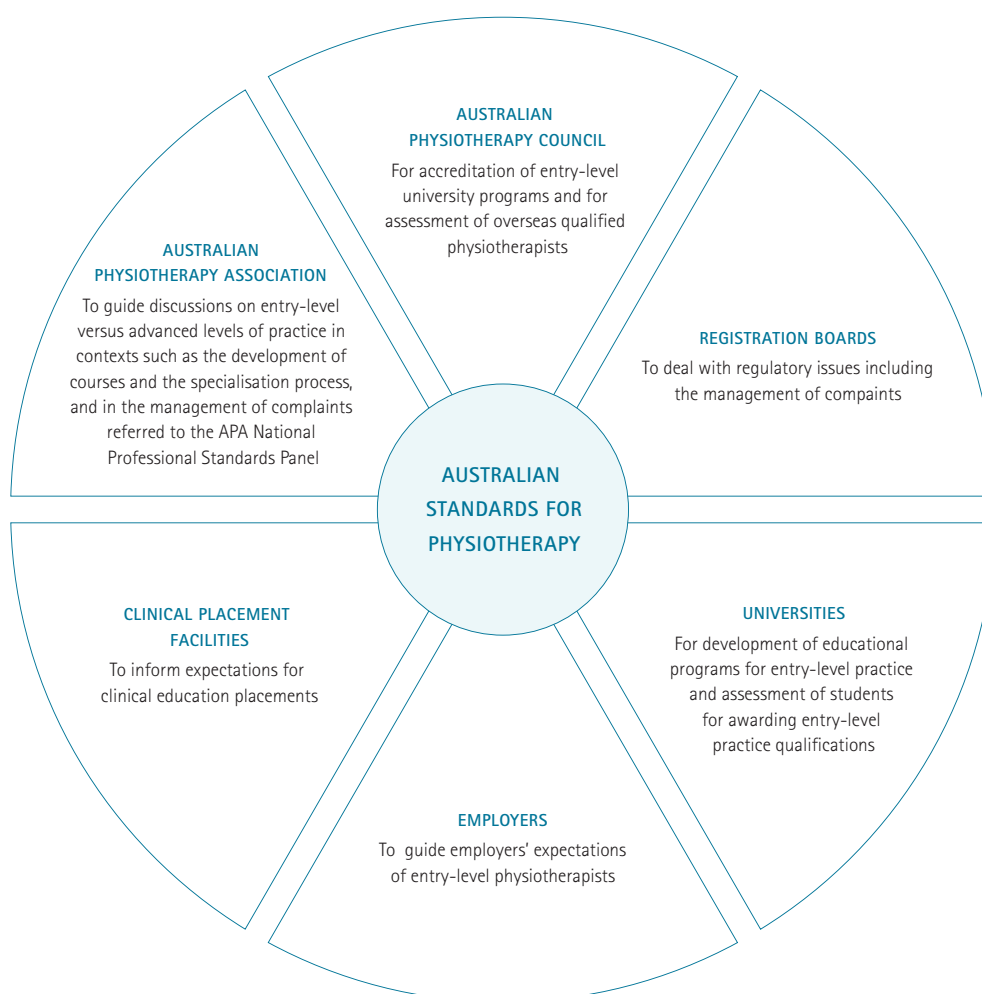 AUSTRALIAN
PHYSIOTHERAPY COUNCIL
For accreditation of entry-level
university programs and for
assessment of overseas qualified
physiotherapists
AUSTRALIAN
PHYSIOTHERAPY ASSOCIATION
To guide discussions on entry-level
versus advanced levels of practice in
contexts such as the development of
courses and the specialisation process,
and in the management of complaints
referred to the APA National
Professional Standards Panel
REGISTRATION BOARDS
To deal with regulatory issues including
the management of compaints
AUSTRALIAN
STANDARDS FOR
PHYSIOTHERAPY
CLINICAL PLACEMENT
FACILITIES
To inform expectations for
clinical education placements
UNIVERSITIES
For development of educational
programs for entry-level practice
and assessment of students
for awarding entry-level
practice qualifications
EMPLOYERS
To guide employers' expectations
of entry-level physiotherapists